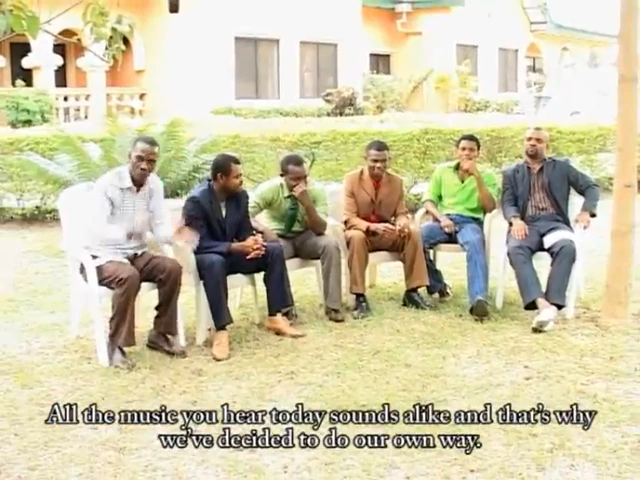 All the music you hear today sounds alike and that's why
we've decided to do our own way.